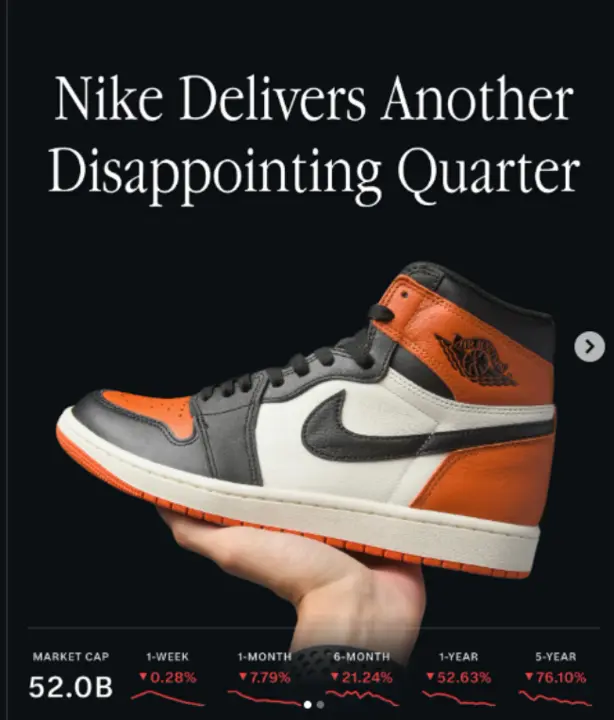 Nike Delivers Another
Disappointing Quarter
MARKET CAP 1-WEEK 1-MONTH 6-MONTH 1-YEAR 5-YEAR
52.0B ▼0.28% ▼7.79% ▼21.24% ▼52.63% ▼76.10%